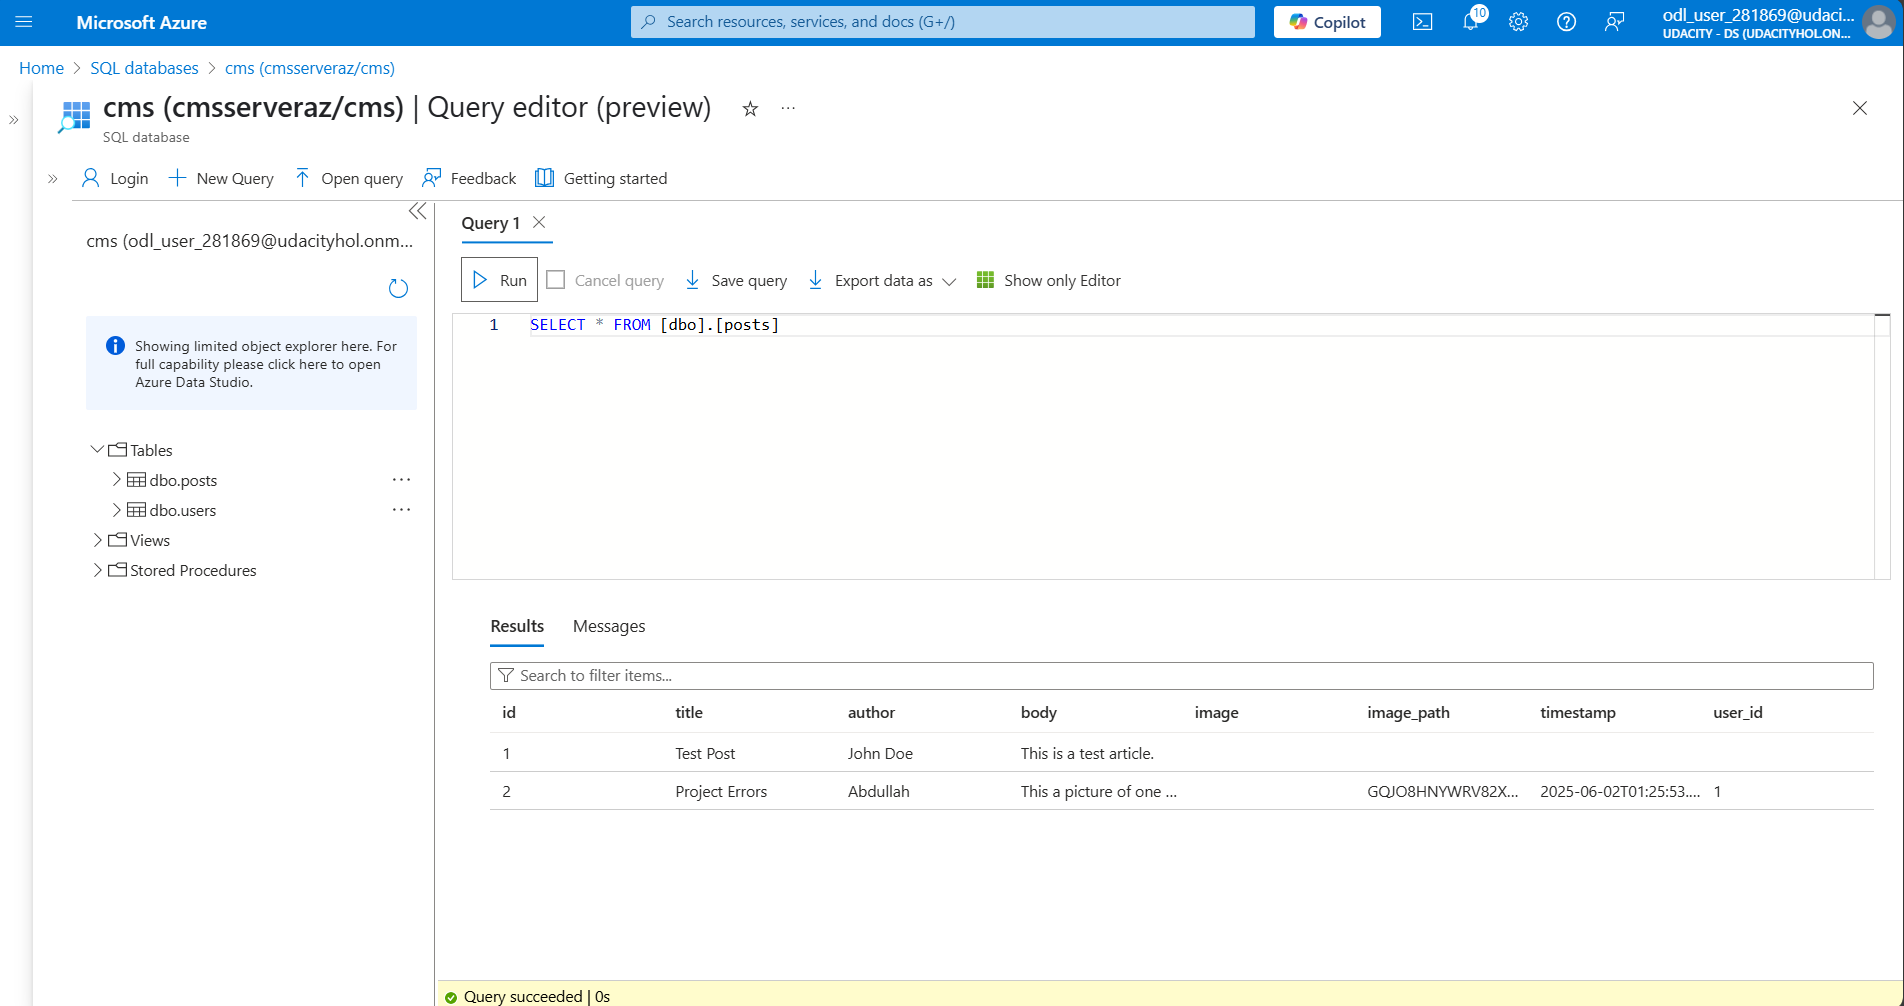 Microsoft Azure
Search resources, services, and docs (G+/)
Copilot
10
odl_user_281869@udaci...
UDACITY - DS (UDACITYHOL.ON...
Home > SQL databases > cms (cmsserveraz/cms)
cms (cmsserveraz/cms) | Query editor (preview)
SQL database
Login
New Query
Open query
Feedback
Getting started
cms (odl_user_281869@udacityhol.onm...
Showing limited object explorer here. For
full capability please click here to open
Azure Data Studio.
Tables
dbo.posts
dbo.users
Views
Stored Procedures
Query 1
Run
Cancel query
Save query
Export data as
Show only Editor
1 SELECT * FROM [dbo].[posts]
Results
Messages
Search to filter items...
id title author body image image_path timestamp user_id
1 Test Post John Doe This is a test article.
2 Project Errors Abdullah This a picture of one ... GQJO8HNYWRV82X... 2025-06-02T01:25:53.... 1
Query succeeded | 0s